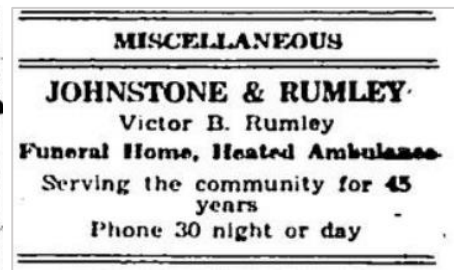 MISCELLANEOUS
JOHNSTONE & RUMLEY
Victor B. Rumley
Funeral Home, Heated Ambulance
Serving the community for 45
years
Phone 30 night or day